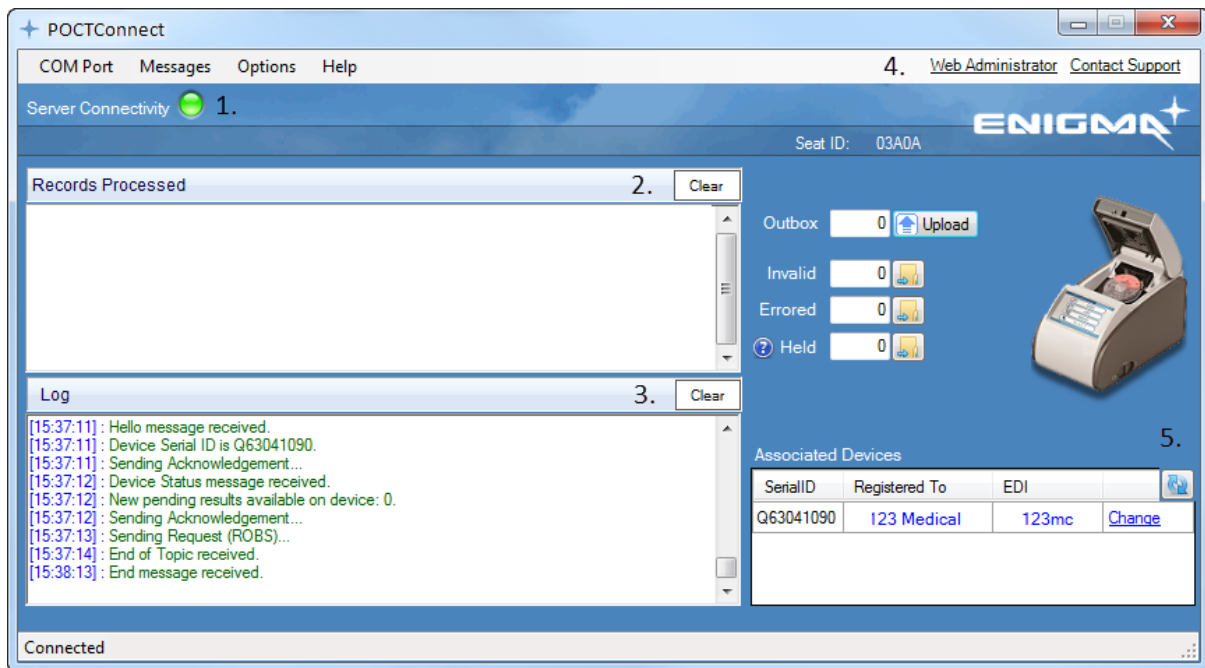 POCTConnect
COM Port Messages Options Help 4. Web Administrator Contact Support
Server Connectivity 1.
ENIGMA
Seat ID: 03A0A
Records Processed 2. Clear
Outbox 0 Upload
Invalid 0
Errored 0
? Held 0
Log 3. Clear
[15:37:11] : Hello message received.
[15:37:11] : Device Serial ID is Q63041090.
[15:37:11] : Sending Acknowledgement...
[15:37:12] : Device Status message received.
[15:37:12] : New pending results available on device: 0.
[15:37:12] : Sending Acknowledgement...
[15:37:13] : Sending Request (ROBS)...
[15:37:14] : End of Topic received.
[15:38:13] : End message received.
5.
Associated Devices
SerialID Registered To EDI
Q63041090 123 Medical 123mc Change
Connected